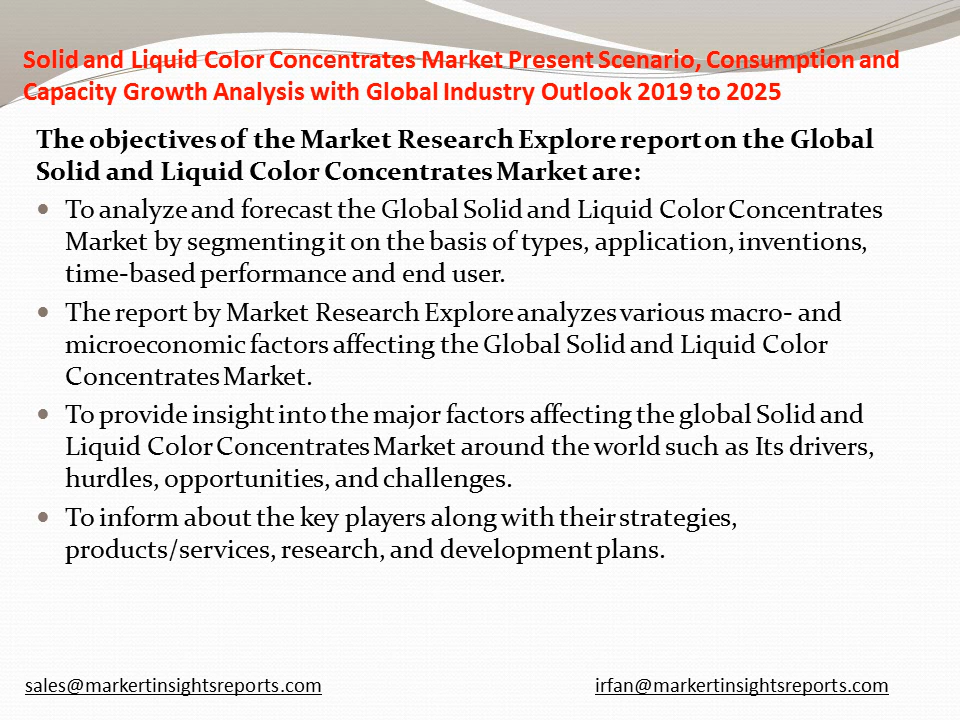 Solid and Liquid Color Concentrates Market Present Scenario, Consumption and
Capacity Growth Analysis with Global Industry Outlook 2019 to 2025
The objectives of the Market Research Explore report on the Global
Solid and Liquid Color Concentrates Market are:
• To analyze and forecast the Global Solid and Liquid Color Concentrates
Market by segmenting it on the basis of types, application, inventions,
time-based performance and end user.
• The report by Market Research Explore analyzes various macro- and
microeconomic factors affecting the Global Solid and Liquid Color
Concentrates Market.
• To provide insight into the major factors affecting the global Solid and
Liquid Color Concentrates Market around the world such as Its drivers,
hurdles, opportunities, and challenges.
• To inform about the key players along with their strategies,
products/services, research, and development plans.
sales@markertinsightsreports.com irfan@markertinsightsreports.com